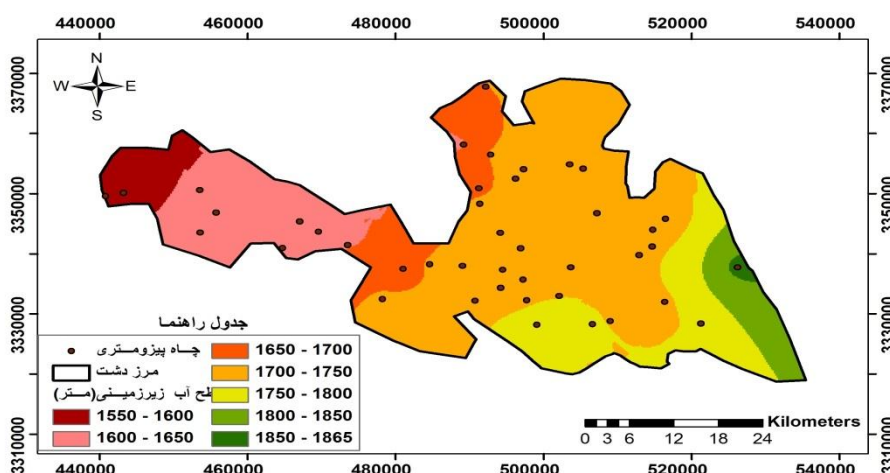 440000 460000 480000 500000 520000 540000
3370000 3370000
N
W E
S
3350000 3350000
3330000 3330000
3310000 3310000
جدول راهنما
چاه پیزومتری
مرز دشت
طح آب زیرزمینی(متر)
1550 - 1600
1600 - 1650
1650 - 1700
1700 - 1750
1750 - 1800
1800 - 1850
1850 - 1865
Kilometers
0 3 6 12 18 24
440000 460000 480000 500000 520000 540000